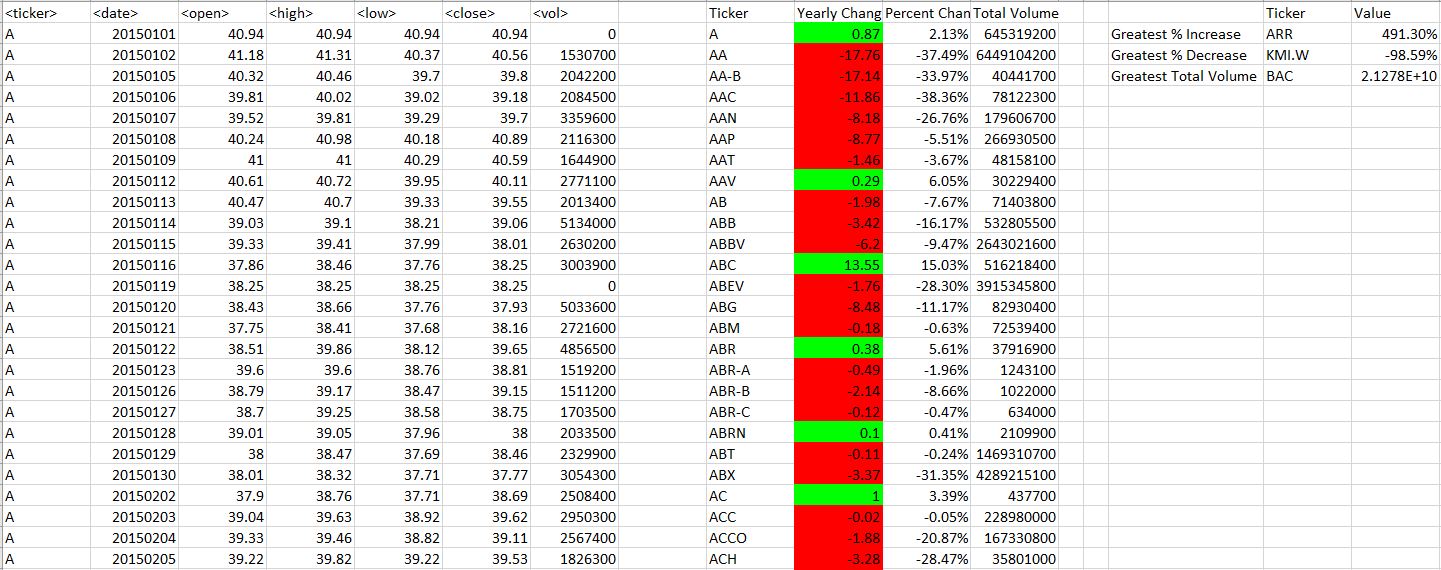 <ticker> <date> <open> <high> <low> <close> <vol> Ticker Yearly Chang Percent Chan Total Volume Ticker Value
A 20150101 40.94 40.94 40.94 40.94 0 A 0.87 2.13% 645319200 Greatest % Increase ARR 491.30%
A 20150102 41.18 41.31 40.37 40.56 1530700 AA -17.76 -37.49% 6449104200 Greatest % Decrease KMI.W -98.59%
A 20150105 40.32 40.46 39.7 39.8 2042200 AA-B -17.14 -33.97% 40441700 Greatest Total Volume BAC 2.1278E+10
A 20150106 39.81 40.02 39.02 39.18 2084500 AAC -11.86 -38.36% 78122300
A 20150107 39.52 39.81 39.29 39.7 3359600 AAN -8.18 -26.76% 179606700
A 20150108 40.24 40.98 40.18 40.89 2116300 AAP -8.77 -5.51% 266930500
A 20150109 41 41 40.29 40.59 1644900 AAT -1.46 -3.67% 48158100
A 20150112 40.61 40.72 39.95 40.11 2771100 AAV 0.29 6.05% 30229400
A 20150113 40.47 40.7 39.33 39.55 2013400 AB -1.98 -7.67% 71403800
A 20150114 39.03 39.1 38.21 39.06 5134000 ABB -3.42 -16.17% 532805500
A 20150115 39.33 39.41 37.99 38.01 2630200 ABBV -6.2 -9.47% 2643021600
A 20150116 37.86 38.46 37.76 38.25 3003900 ABC 13.55 15.03% 516218400
A 20150119 38.25 38.25 38.25 38.25 0 ABEV -1.76 -28.30% 3915345800
A 20150120 38.43 38.66 37.76 37.93 5033600 ABG -8.48 -11.17% 82930400
A 20150121 37.75 38.41 37.68 38.16 2721600 ABM -0.18 -0.63% 72539400
A 20150122 38.51 39.86 38.12 39.65 4856500 ABR 0.38 5.61% 37916900
A 20150123 39.6 39.6 38.76 38.81 1519200 ABR-A -0.49 -1.96% 1243100
A 20150126 38.79 39.17 38.47 39.15 1511200 ABR-B -2.14 -8.66% 1022000
A 20150127 38.7 39.25 38.58 38.75 1703500 ABR-C -0.12 -0.47% 634000
A 20150128 39.01 39.05 37.96 38 2033500 ABRN 0.1 0.41% 2109900
A 20150129 38 38.47 37.69 38.46 2329900 ABT -0.11 -0.24% 1469310700
A 20150130 38.01 38.32 37.71 37.77 3054300 ABX -3.37 -31.35% 4289215100
A 20150202 37.9 38.76 37.71 38.69 2508400 AC 1 3.39% 437700
A 20150203 39.04 39.63 38.92 39.62 2950300 ACC -0.02 -0.05% 228980000
A 20150204 39.33 39.46 38.82 39.11 2567400 ACCO -1.88 -20.87% 167330800
A 20150205 39.22 39.82 39.22 39.53 1826300 ACH -3.28 -28.47% 35801000